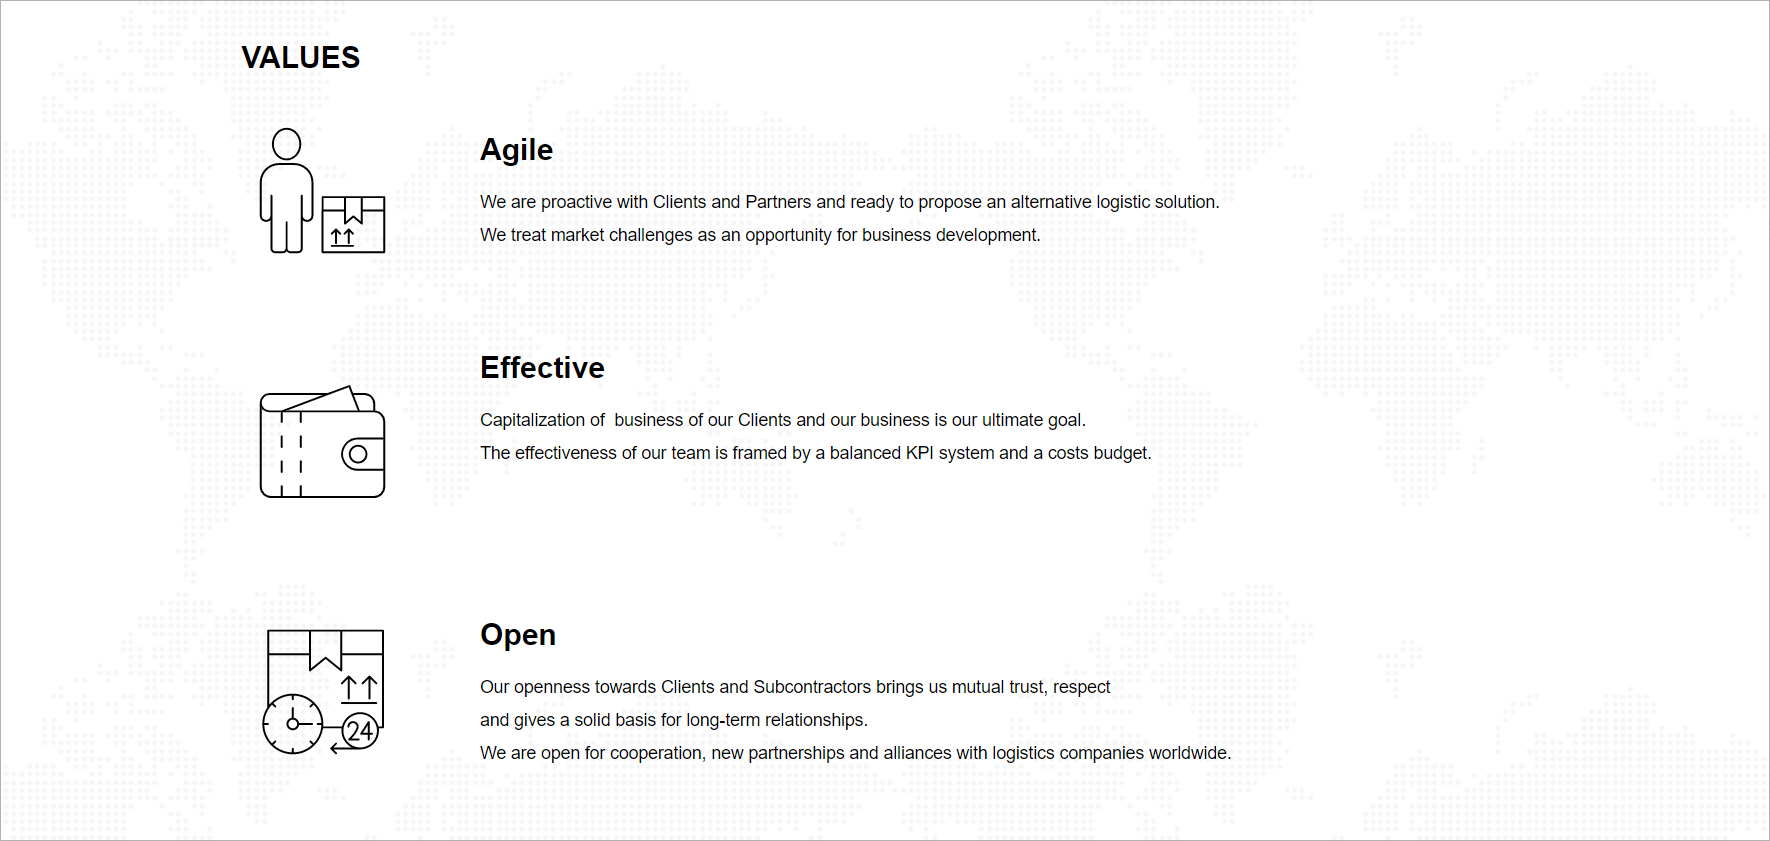 VALUES
Agile
We are proactive with Clients and Partners and ready to propose an alternative logistic solution.
We treat market challenges as an opportunity for business development.
Effective
Capitalization of  business of our Clients and our business is our ultimate goal.
The effectiveness of our team is framed by a balanced KPI system and a costs budget.
Open
Our openness towards Clients and Subcontractors brings us mutual trust, respect
and gives a solid basis for long-term relationships.
24
We are open for cooperation, new partnerships and alliances with logistics companies worldwide.